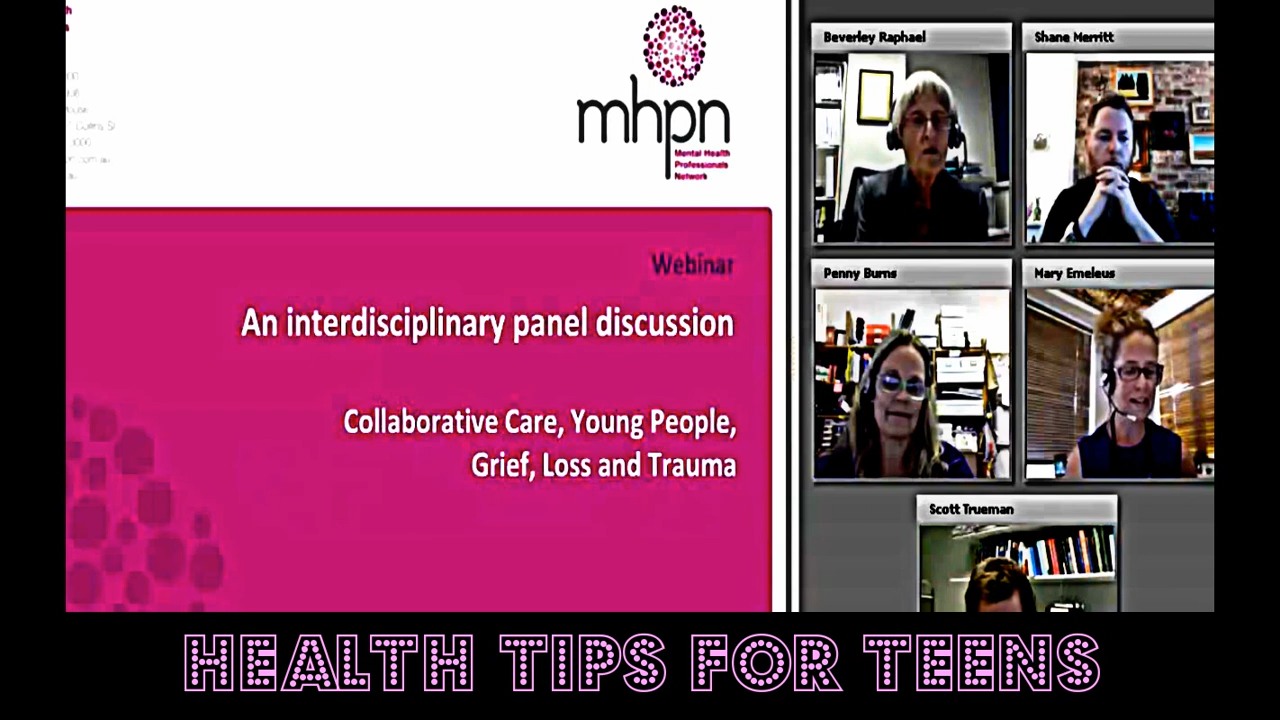 mhpn
Mental Health
Professionals
Network
Webinar
An interdisciplinary panel discussion
Collaborative Care, Young People,
Grief, Loss and Trauma
Beverley Raphael
Shane Merritt
Penny Burns
Mary Emeleus
Scott Trueman
HEALTH TIPS FOR TEENS